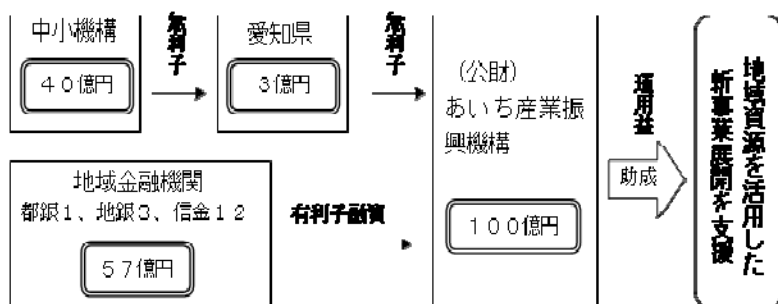 中小機構
40億円
無利子
愛知県
3億円
無利子
(公財)
あいち産業振
興機構
100億円
運用益
助成
地域資源を活用した
新事業展開を支援
地域金融機関
都銀1、地銀3、信金12
57億円
有利子融資